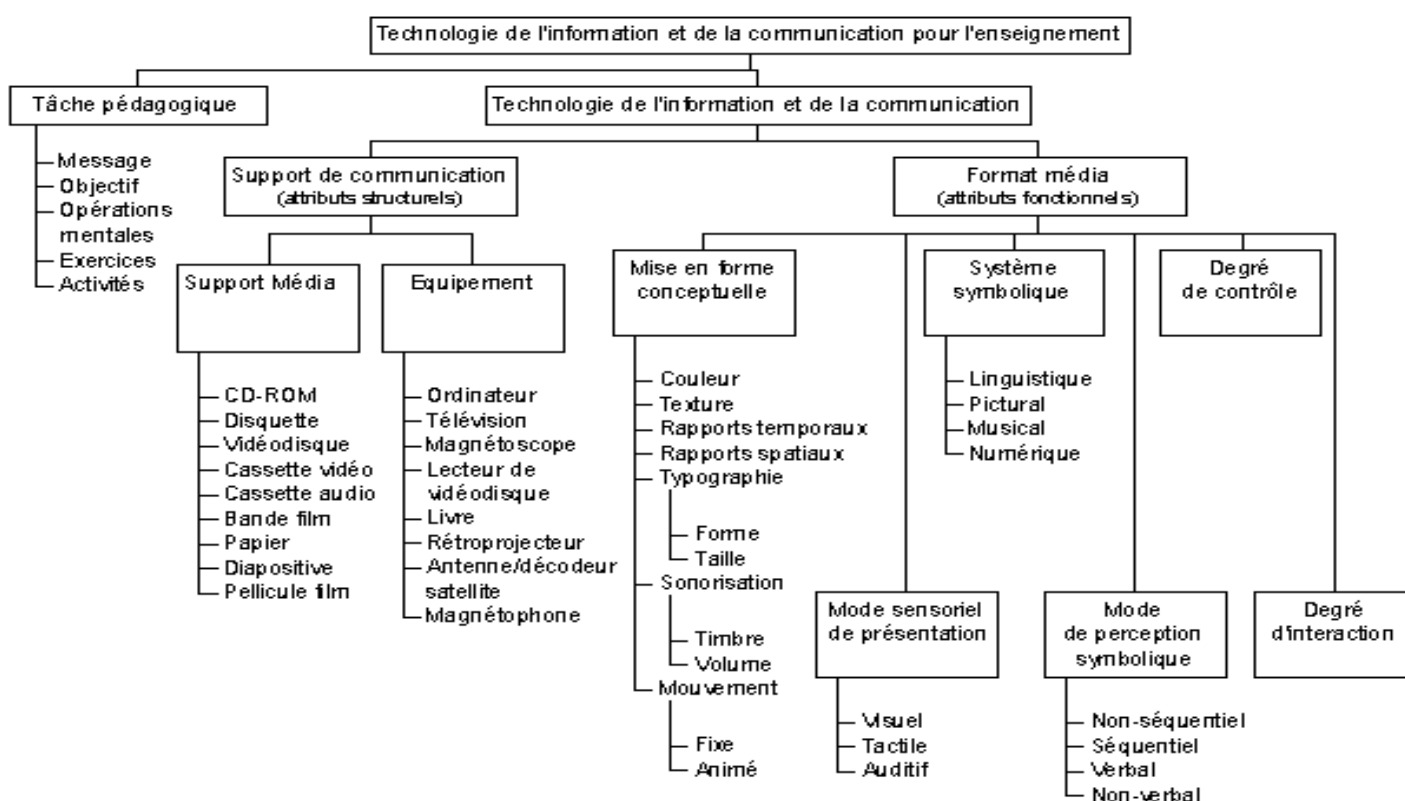 Technologie de l'information et de la communication pour l'enseignement
Tâche pédagogique
Technologie de l'information et de la communication
Message
Objectif
Opérations
mentales
Exercices
Activités
Support de communication
(attributs structurels)
Format média
(attributs fonctionnels)
Support Média
Equipement
Mise en forme
conceptuelle
Système
symbolique
Degré
de contrôle
CD-ROM
Disquette
Vidéodisque
Cassette vidéo
Cassette audio
Bande film
Papier
Diapositive
Pellicule film
Ordinateur
Télévision
Magnétoscope
Lecteur de
vidéodisque
Livre
Rétroprojecteur
Antenne/décodeur
satellite
Magnétophone
Couleur
Texture
Rapports temporaux
Rapports spatiaux
Typographie
Forme
Taille
Sonorisation
Timbre
Volume
Mouvement
Fixe
Animé
Linguistique
Pictural
Musical
Numérique
Mode sensoriel
de présentation
Mode
de perception
symbolique
Degré
d'interaction
Visuel
Tactile
Auditif
Non-séquentiel
Séquentiel
Verbal
Non-verbal